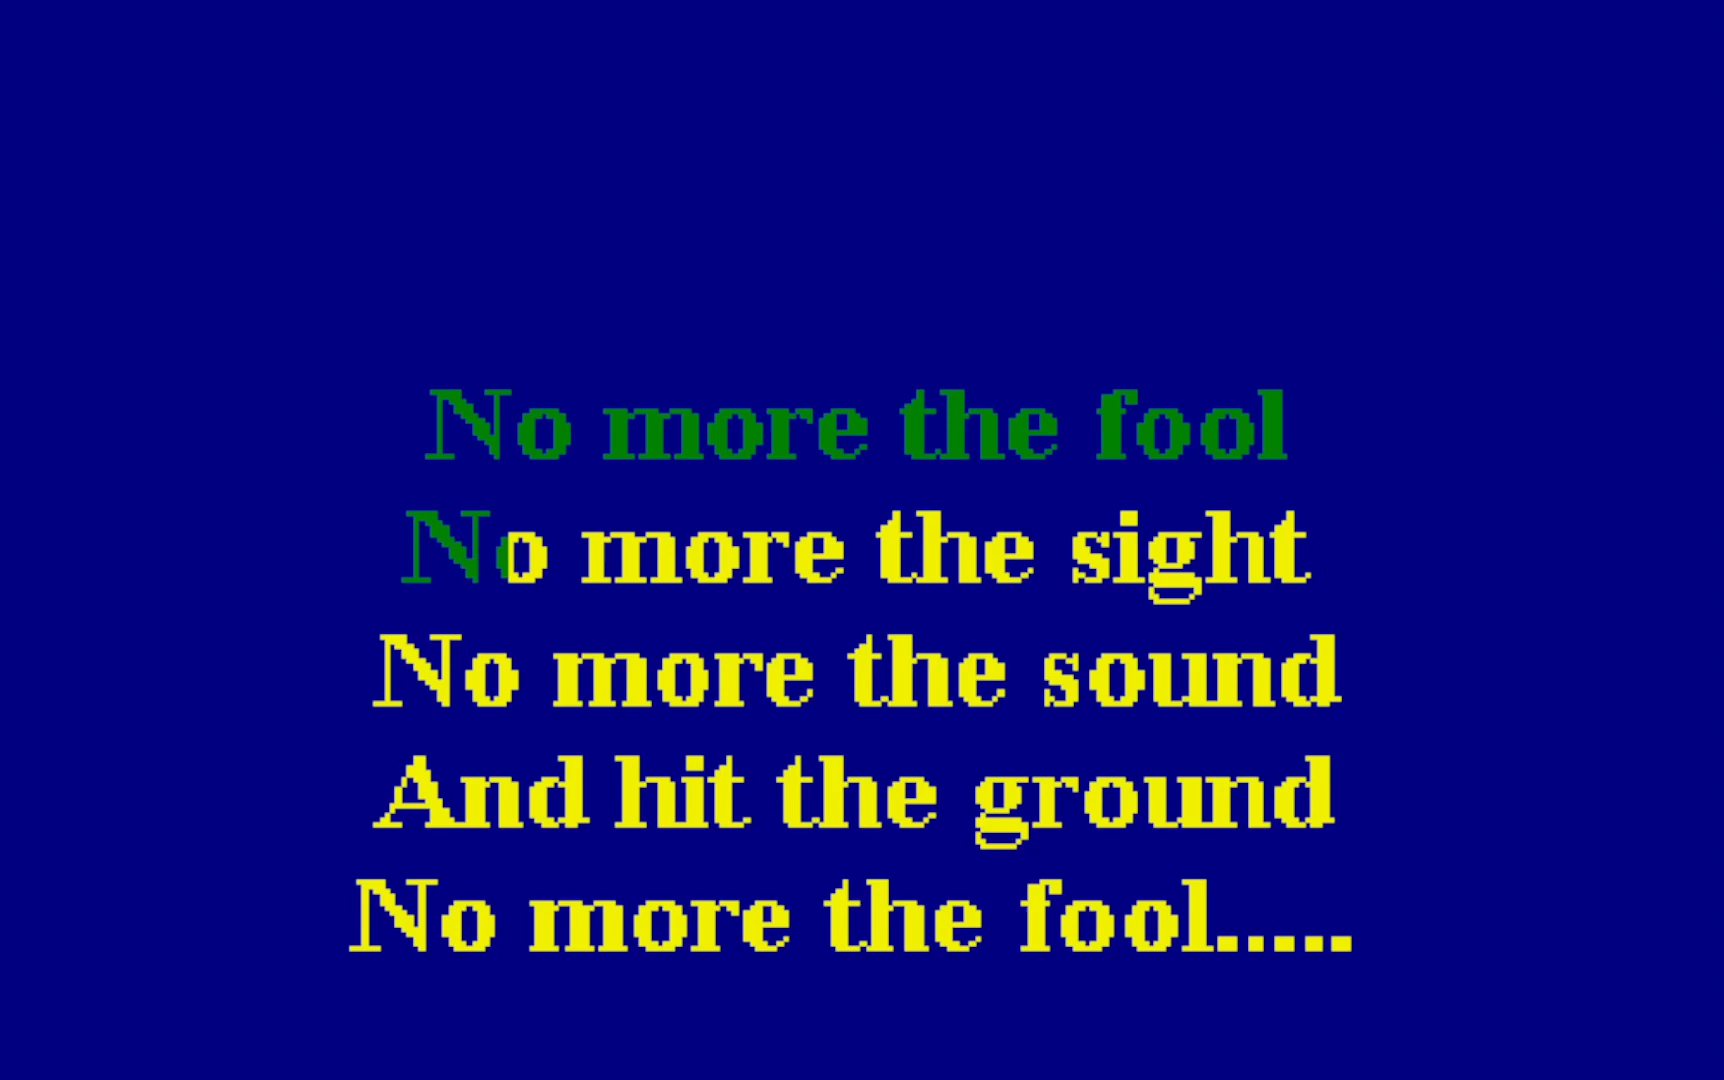 No more the fool
No more the sight
No more the sound
And hit the ground
No more the fool.....